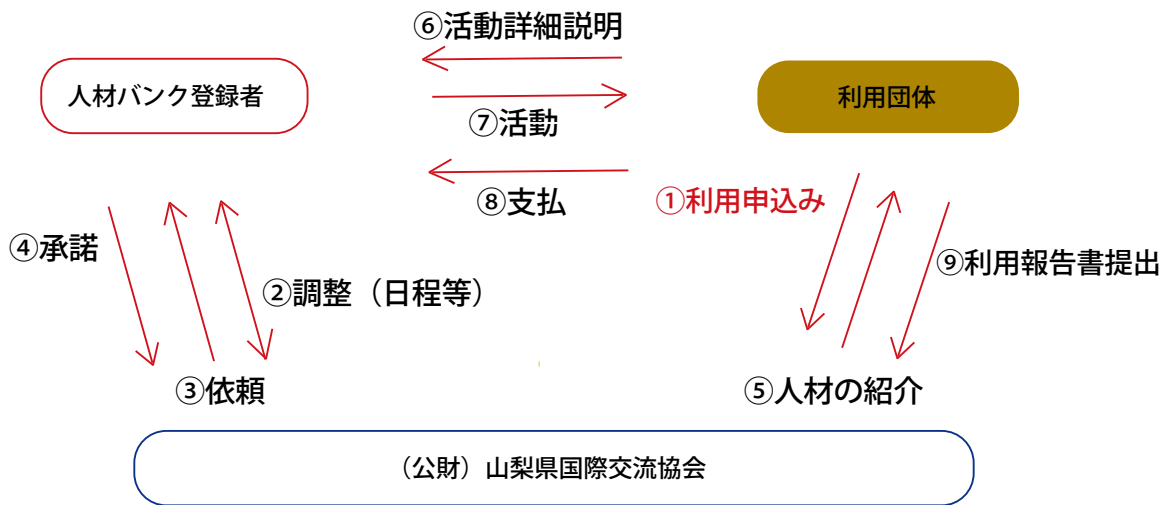 ⑥活動詳細説明
人材バンク登録者
利用団体
⑦活動
⑧支払
①利用申込み
④承諾
⑨利用報告書提出
②調整（日程等）
③依頼
⑤人材の紹介
（公財）山梨県国際交流協会